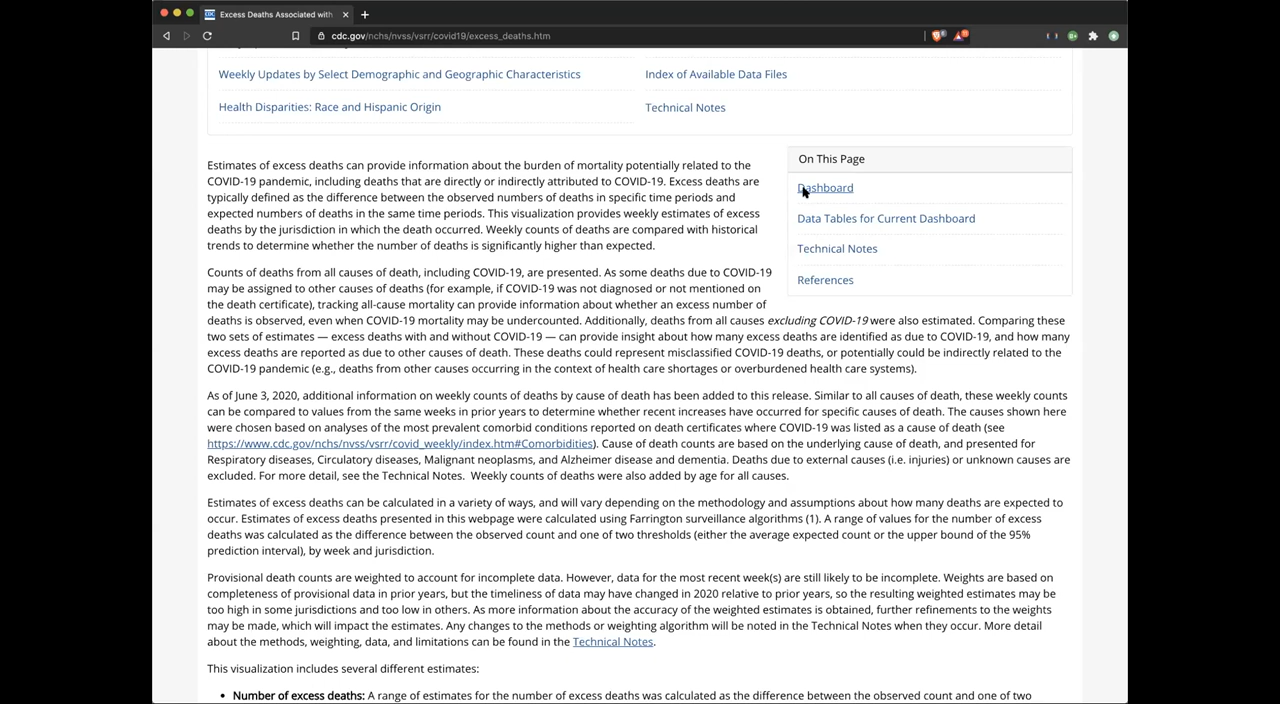 Excess Deaths Associated with
cdc.gov/nchs/nvss/vsrr/covid19/excess_deaths.htm
Weekly Updates by Select Demographic and Geographic Characteristics
Index of Available Data Files
Health Disparities: Race and Hispanic Origin
Technical Notes
On This Page
Dashboard
Data Tables for Current Dashboard
Technical Notes
References
Estimates of excess deaths can provide information about the burden of mortality potentially related to the
COVID-19 pandemic, including deaths that are directly or indirectly attributed to COVID-19. Excess deaths are
typically defined as the difference between the observed numbers of deaths in specific time periods and
expected numbers of deaths in the same time periods. This visualization provides weekly estimates of excess
deaths by the jurisdiction in which the death occurred. Weekly counts of deaths are compared with historical
trends to determine whether the number of deaths is significantly higher than expected.
Counts of deaths from all causes of death, including COVID-19, are presented. As some deaths due to COVID-19
may be assigned to other causes of deaths (for example, if COVID-19 was not diagnosed or not mentioned on
the death certificate), tracking all-cause mortality can provide information about whether an excess number of
deaths is observed, even when COVID-19 mortality may be undercounted. Additionally, deaths from all causes excluding COVID-19 were also estimated. Comparing these
two sets of estimates — excess deaths with and without COVID-19 — can provide insight about how many excess deaths are identified as due to COVID-19, and how many
excess deaths are reported as due to other causes of death. These deaths could represent misclassified COVID-19 deaths, or potentially could be indirectly related to the
COVID-19 pandemic (e.g., deaths from other causes occurring in the context of health care shortages or overburdened health care systems).
As of June 3, 2020, additional information on weekly counts of deaths by cause of death has been added to this release. Similar to all causes of death, these weekly counts
can be compared to values from the same weeks in prior years to determine whether recent increases have occurred for specific causes of death. The causes shown here
were chosen based on analyses of the most prevalent comorbid conditions reported on death certificates where COVID-19 was listed as a cause of death (see
https://www.cdc.gov/nchs/nvss/vsrr/covid_weekly/index.htm#Comorbidities). Cause of death counts are based on the underlying cause of death, and presented for
Respiratory diseases, Circulatory diseases, Malignant neoplasms, and Alzheimer disease and dementia. Deaths due to external causes (i.e. injuries) or unknown causes are
excluded. For more detail, see the Technical Notes. Weekly counts of deaths were also added by age for all causes.
Estimates of excess deaths can be calculated in a variety of ways, and will vary depending on the methodology and assumptions about how many deaths are expected to
occur. Estimates of excess deaths presented in this webpage were calculated using Farrington surveillance algorithms (1). A range of values for the number of excess
deaths was calculated as the difference between the observed count and one of two thresholds (either the average expected count or the upper bound of the 95%
prediction interval), by week and jurisdiction.
Provisional death counts are weighted to account for incomplete data. However, data for the most recent week(s) are still likely to be incomplete. Weights are based on
completeness of provisional data in prior years, but the timeliness of data may have changed in 2020 relative to prior years, so the resulting weighted estimates may be
too high in some jurisdictions and too low in others. As more information about the accuracy of the weighted estimates is obtained, further refinements to the weights
may be made, which will impact the estimates. Any changes to the methods or weighting algorithm will be noted in the Technical Notes when they occur. More detail
about the methods, weighting, data, and limitations can be found in the Technical Notes.
This visualization includes several different estimates:
• Number of excess deaths: A range of estimates for the number of excess deaths was calculated as the difference between the observed count and one of two